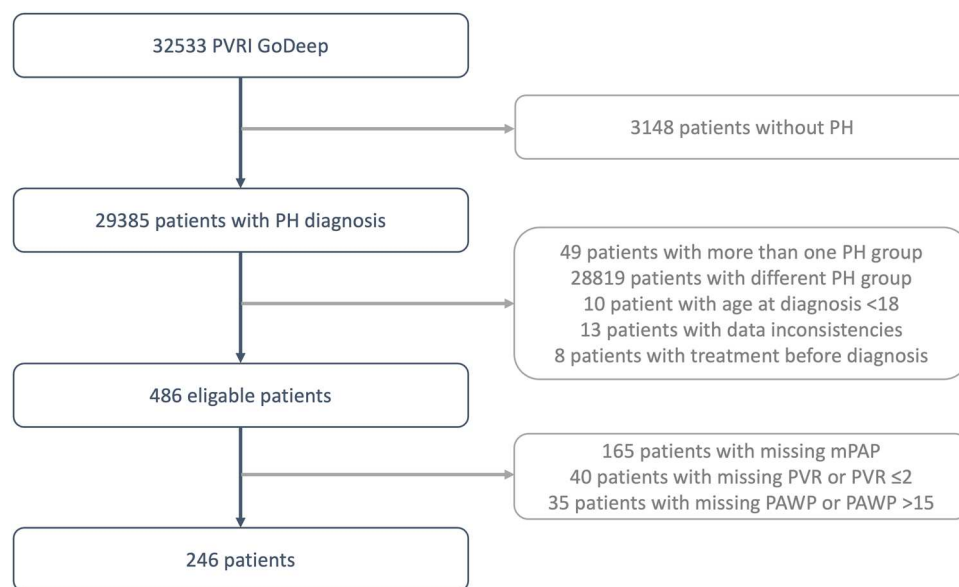 32533 PVRI GoDeep
3148 patients without PH
29385 patients with PH diagnosis
49 patients with more than one PH group
28819 patients with different PH group
10 patient with age at diagnosis <18
13 patients with data inconsistencies
8 patients with treatment before diagnosis
486 eligable patients
165 patients with missing mPAP
40 patients with missing PVR or PVR ≤2
35 patients with missing PAWP or PAWP >15
246 patients